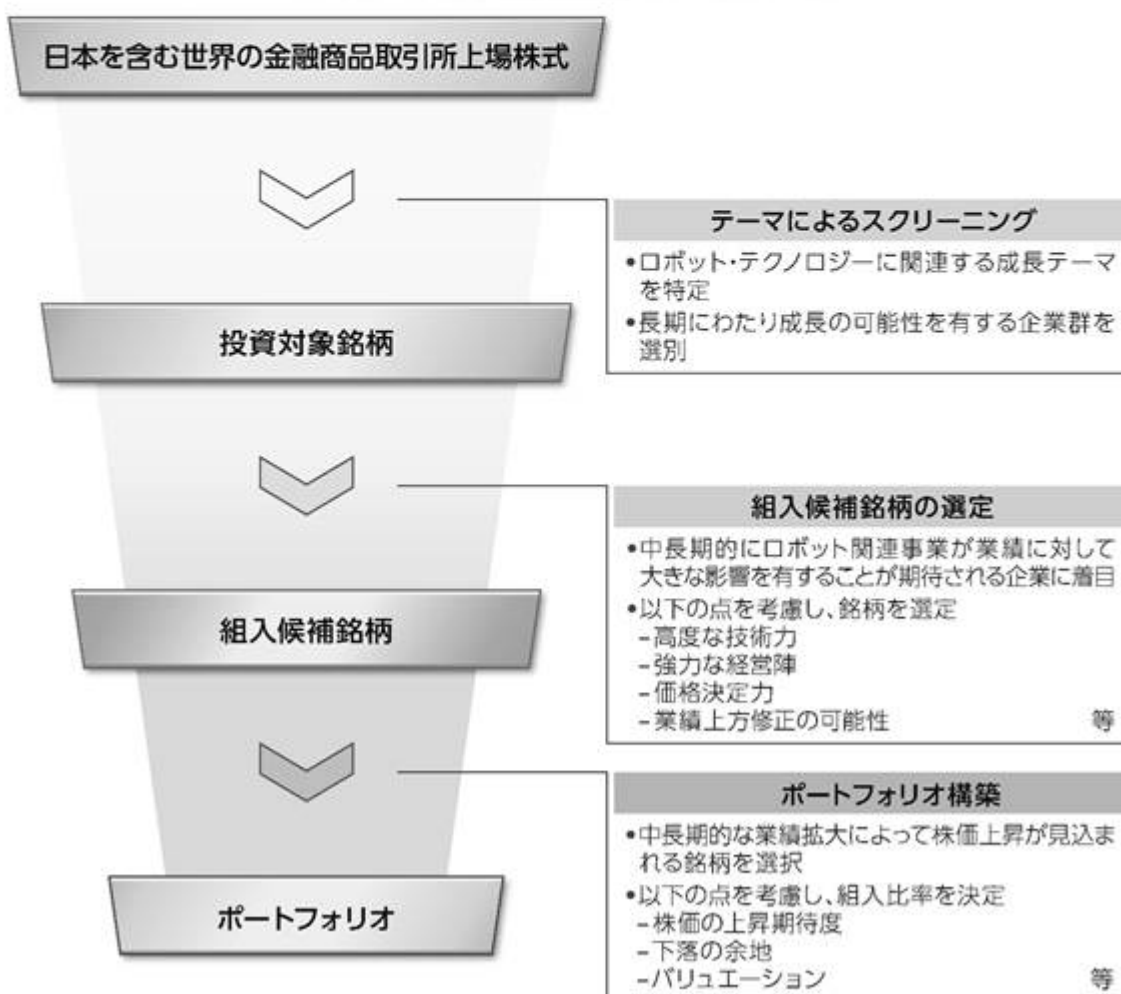 日本を含む世界の金融商品取引所上場株式
テーマによるスクリーニング
•ロボット・テクノロジーに関連する成長テーマ
を特定
•長期にわたり成長の可能性を有する企業群を
選別
投資対象銘柄
組入候補銘柄の選定
•中長期的にロボット関連事業が業績に対して
大きな影響を有することが期待される企業に着目
•以下の点を考慮し、銘柄を選定
−高度な技術力
−強力な経営陣
−価格決定力
−業績上方修正の可能性 等
組入候補銘柄
ポートフォリオ構築
•中長期的な業績拡大によって株価上昇が見込ま
れる銘柄を選択
•以下の点を考慮し、組入比率を決定
−株価の上昇期待度
−下落の余地
−バリュエーション 等
ポートフォリオ